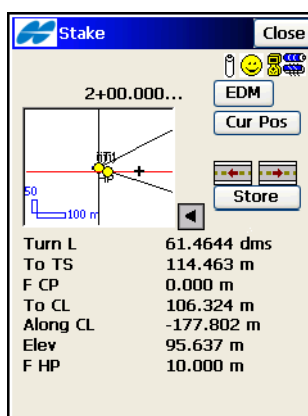 Stake
Close
2+00.000...
EDM
Cur Pos
50
100 m
Store
Turn L 61.4644 dms
To TS 114.463 m
F CP 0.000 m
To CL 106.324 m
Along CL -177.802 m
Elev 95.637 m
F HP 10.000 m